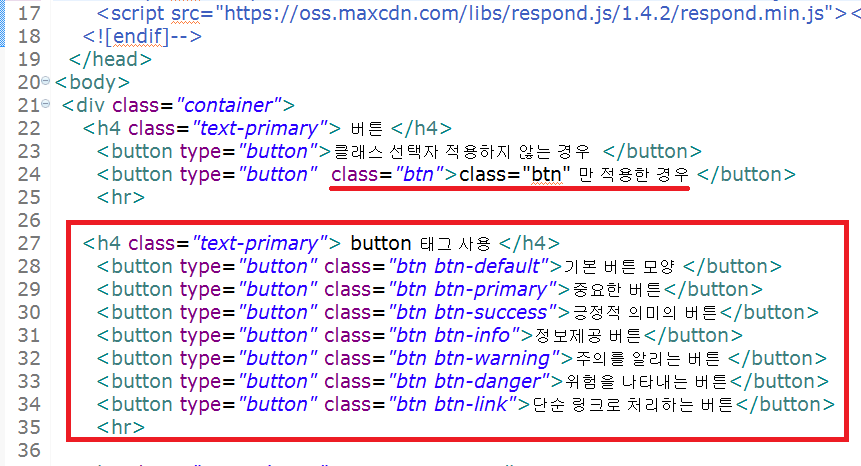 17 <script src="https://oss.maxcdn.com/libs/respond.js/1.4.2/respond.min.js"><
18 <![endif]-->
19 </head>
20 <body>
21 <div class="container">
22 <h4 class="text-primary"> 버튼 </h4>
23 <button type="button">클래스 선택자 적용하지 않는 경우 </button>
24 <button type="button" class="btn">class="btn" 만 적용한 경우 </button>
25 <hr>
26
27 <h4 class="text-primary"> button 태그 사용 </h4>
28 <button type="button" class="btn btn-default">기본 버튼 모양 </button>
29 <button type="button" class="btn btn-primary">중요한 버튼</button>
30 <button type="button" class="btn btn-success">긍정적 의미의 버튼</button>
31 <button type="button" class="btn btn-info">정보제공 버튼</button>
32 <button type="button" class="btn btn-warning">주의를 알리는 버튼 </button>
33 <button type="button" class="btn btn-danger">위험을 나타내는 버튼</button>
34 <button type="button" class="btn btn-link">단순 링크로 처리하는 버튼</button>
35 <hr>
36